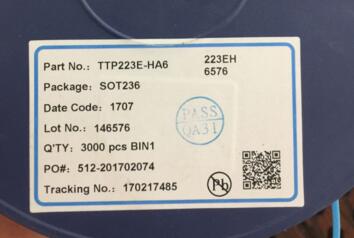 Part No.: TTP223E-HA6 223EH
6576
Package: SOT236
Date Code: 1707
Lot No.: 146576
Q'TY: 3000 pcs BIN1
PO#: 512-201702074
Tracking No.: 170217485
PASS
QA31
Pb